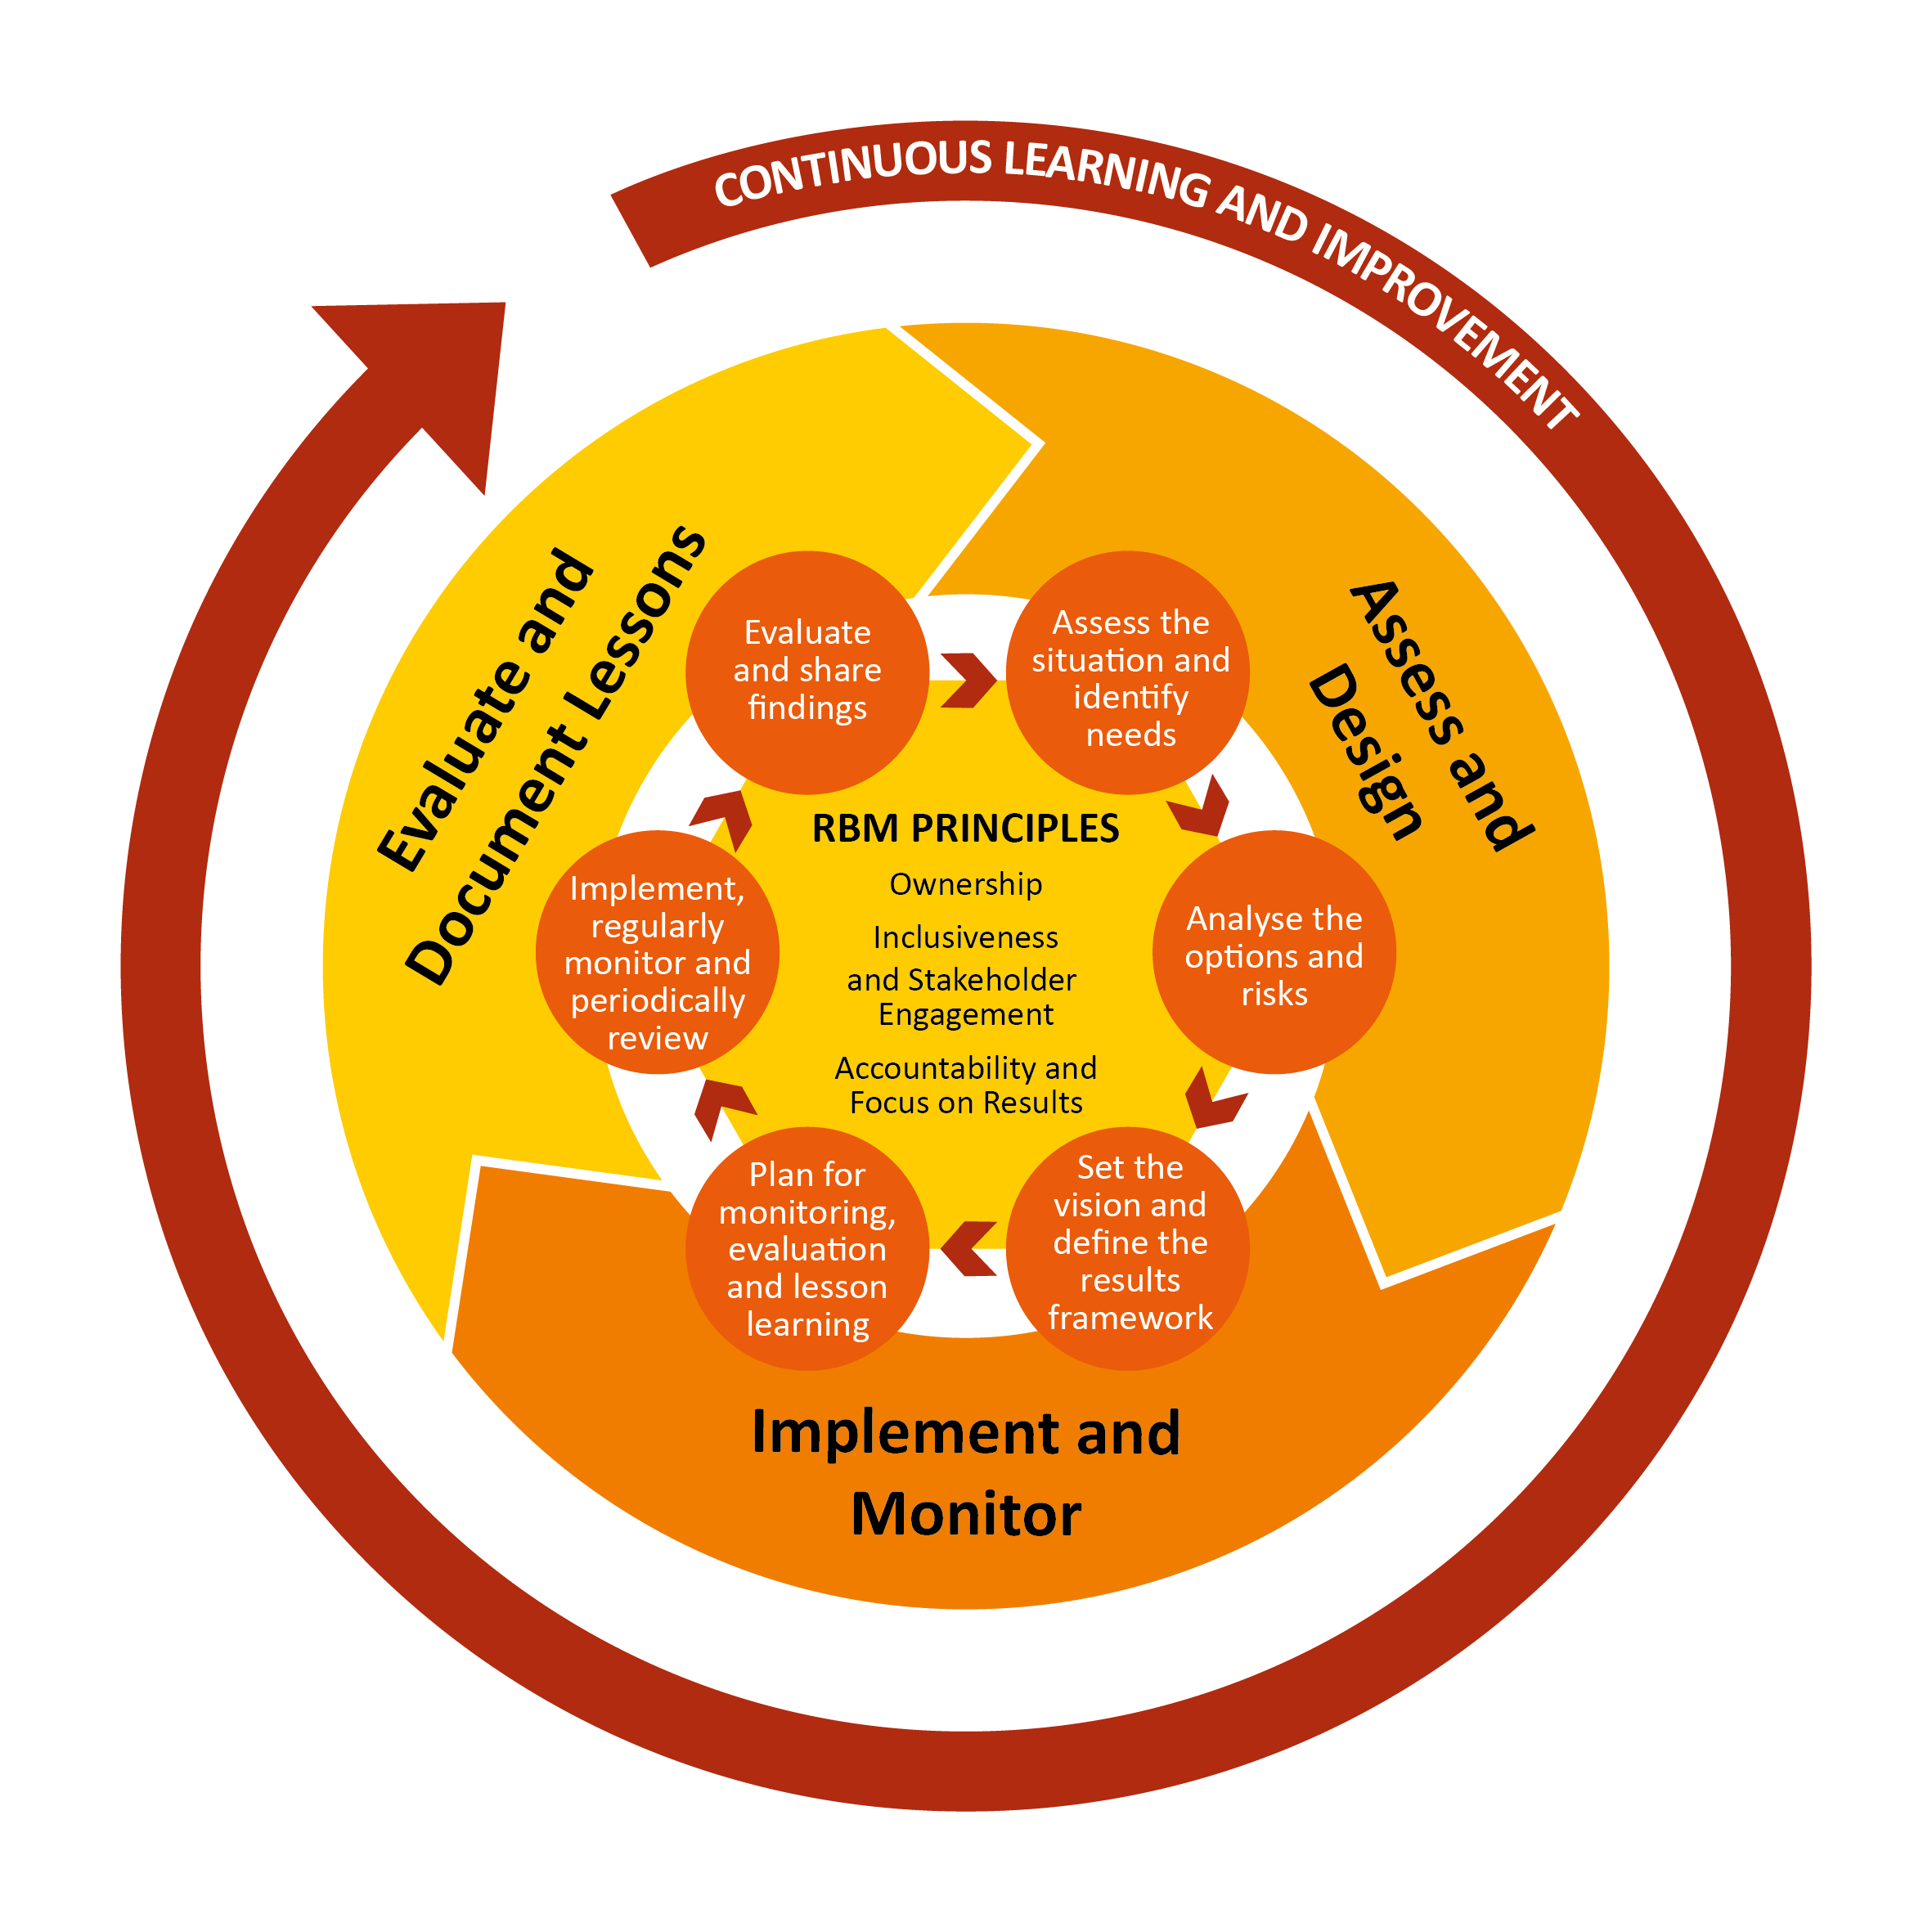 CONTINUOUS LEARNING AND IMPROVEMENT
Assess and
Design
Implement and
Monitor
Evaluate and
Document Lessons
Assess the
situation and
identify
needs
Analyse the
options and
risks
Set the
vision and
define the
results
framework
Plan for
monitoring,
evaluation
and lesson
learning
Implement,
regularly
monitor and
periodically
review
Evaluate
and share
findings
RBM PRINCIPLES
Ownership
Inclusiveness
and Stakeholder
Engagement
Accountability and
Focus on Results